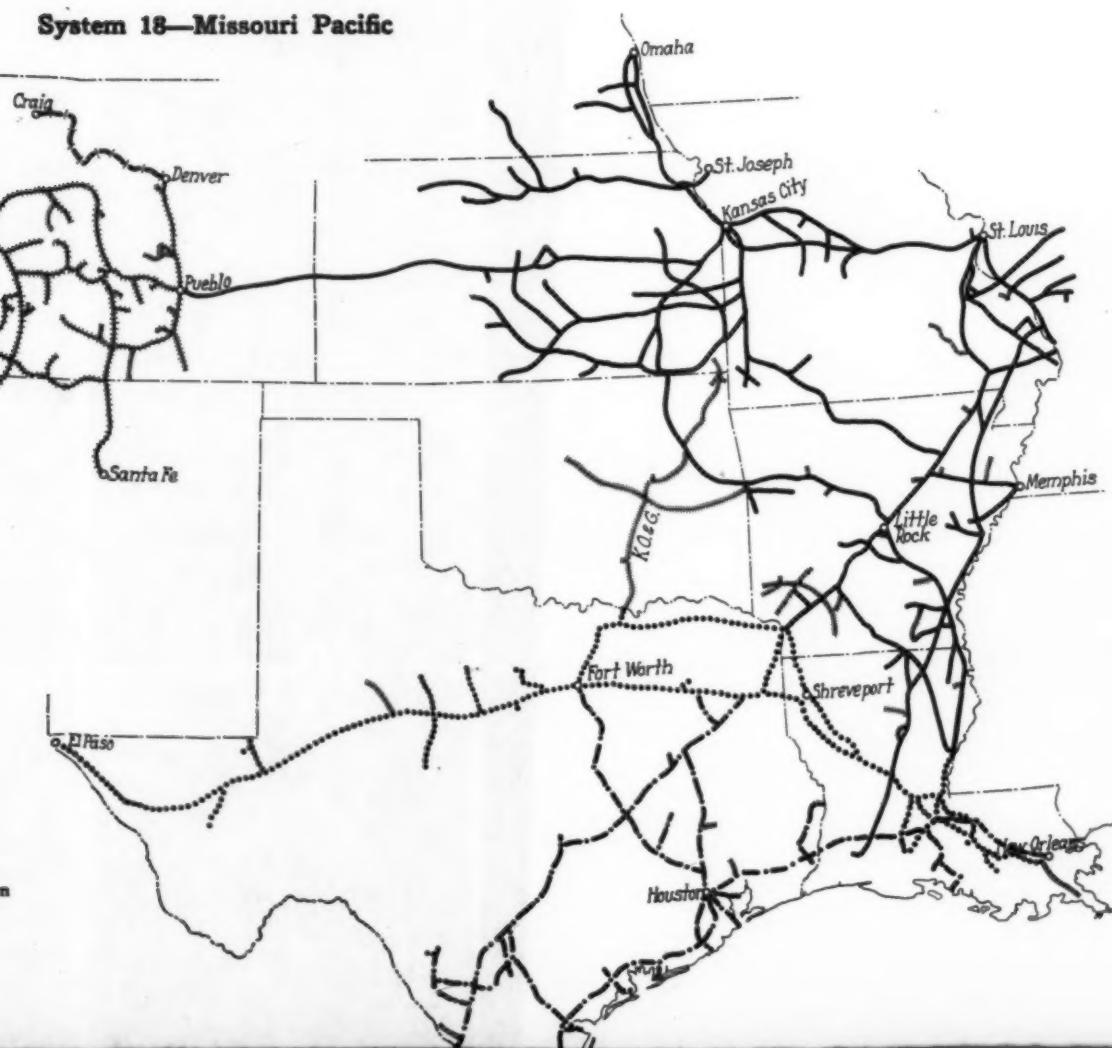 System 18—Missouri Pacific
Omaha
Craig
Denver
St. Joseph
Kansas City
St. Louis
Pueblo
Santa Fe
Memphis
Little
Rock
K.O.&G.
Fort Worth
Shreveport
El Paso
New Orleans
Houston
n